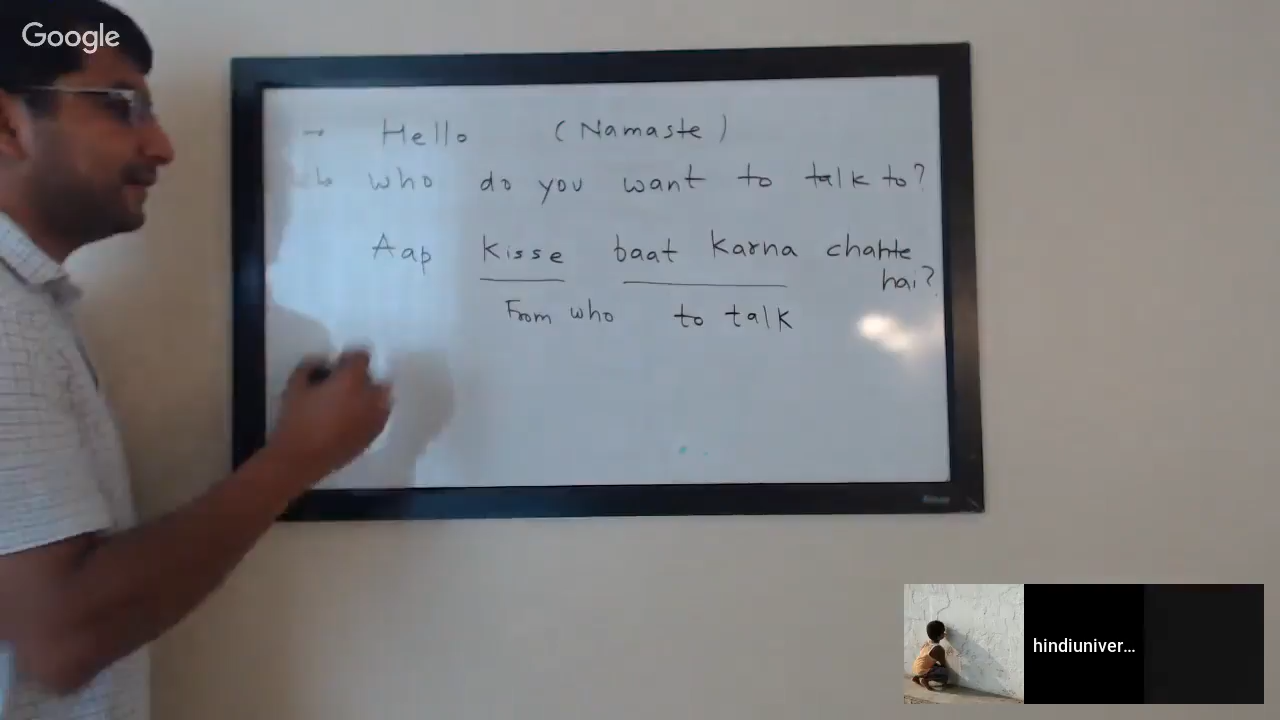 Google
Hello (Namaste)
who do you want to talk to?
Aap kisse baat karna chahte
hai?
From who to talk
hindiuniver...